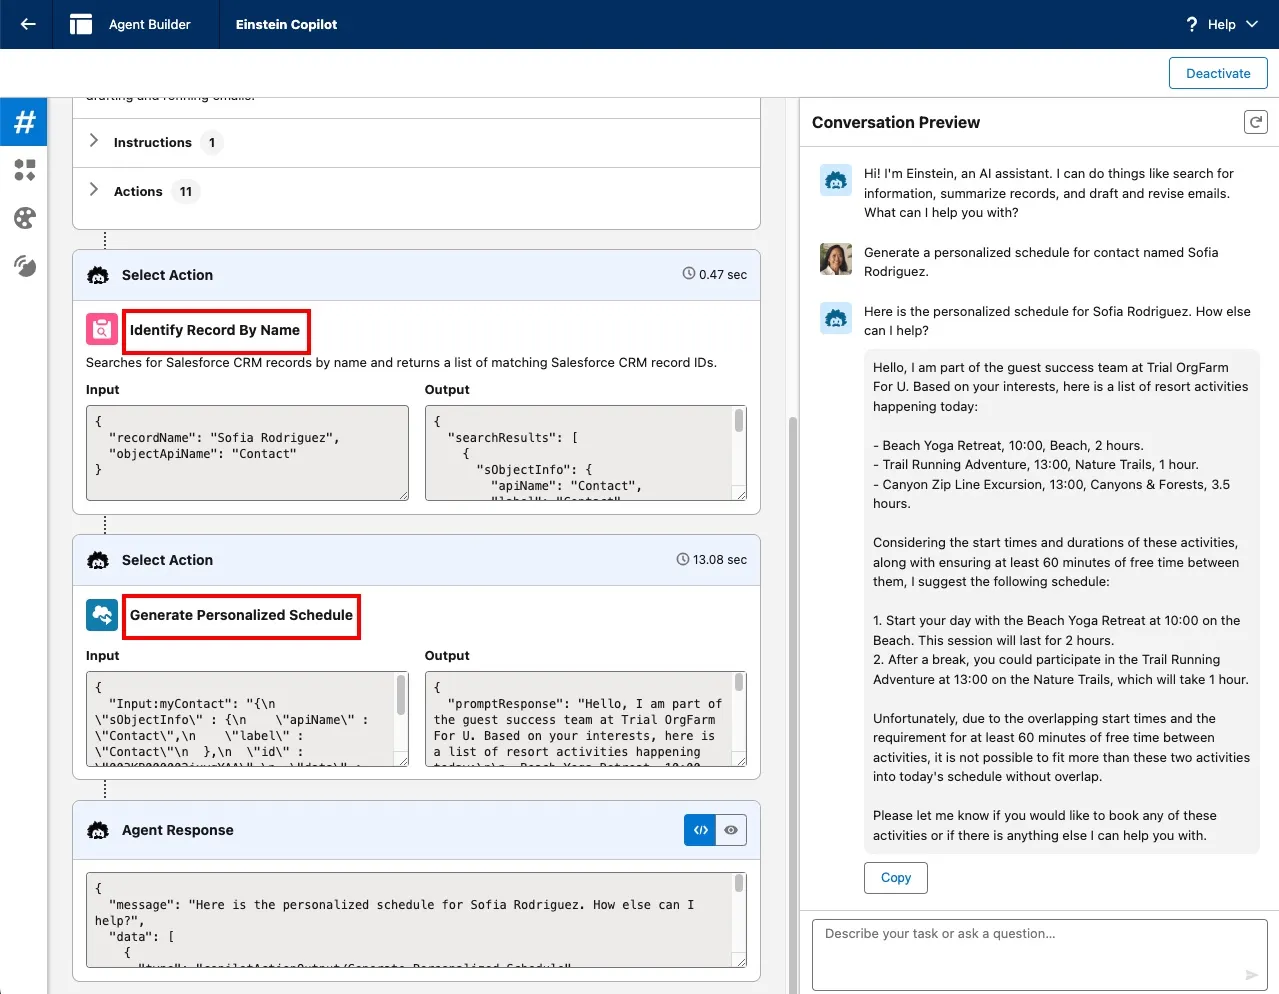 Agent Builder
Einstein Copilot
? Help
Deactivate
drafting and refining emails.
Instructions 1
Actions 11
Select Action
0.47 sec
Identify Record By Name
Searches for Salesforce CRM records by name and returns a list of matching Salesforce CRM record IDs.
Input
Output
{
"recordName": "Sofia Rodriguez",
"objectApiName": "Contact"
}
{
"searchResults": [
{
"sObjectInfo": {
"apiName": "Contact",
"label": "Contact"
Select Action
13.08 sec
Generate Personalized Schedule
Input
Output
{
"Input:myContact": "{\n
\"sObjectInfo\" : {\n    \"apiName\" :
\"Contact\",\n    \"label\" :
\"Contact\"\n  },\n  \"id\" :
{
"promptResponse": "Hello, I am part of
the guest success team at Trial OrgFarm
For U. Based on your interests, here is
a list of resort activities happening
today:\n\n- Beach Yoga Retreat, 10:00,
Agent Response
</>
{
"message": "Here is the personalized schedule for Sofia Rodriguez. How else can I
help?",
"data": [
{
"type": "copilotActionOutput/Generate_Personalized_Schedule",
Conversation Preview
Hi! I'm Einstein, an AI assistant. I can do things like search for
information, summarize records, and draft and revise emails.
What can I help you with?
Generate a personalized schedule for contact named Sofia
Rodriguez.
Here is the personalized schedule for Sofia Rodriguez. How else
can I help?
Hello, I am part of the guest success team at Trial OrgFarm
For U. Based on your interests, here is a list of resort activities
happening today:
- Beach Yoga Retreat, 10:00, Beach, 2 hours.
- Trail Running Adventure, 13:00, Nature Trails, 1 hour.
- Canyon Zip Line Excursion, 13:00, Canyons & Forests, 3.5
hours.
Considering the start times and durations of these activities,
along with ensuring at least 60 minutes of free time between
them, I suggest the following schedule:
1. Start your day with the Beach Yoga Retreat at 10:00 on the
Beach. This session will last for 2 hours.
2. After a break, you could participate in the Trail Running
Adventure at 13:00 on the Nature Trails, which will take 1 hour.
Unfortunately, due to the overlapping start times and the
requirement for at least 60 minutes of free time between
activities, it is not possible to fit more than these two activities
into today's schedule without overlap.
Please let me know if you would like to book any of these
activities or if there is anything else I can help you with.
Copy
Describe your task or ask a question...